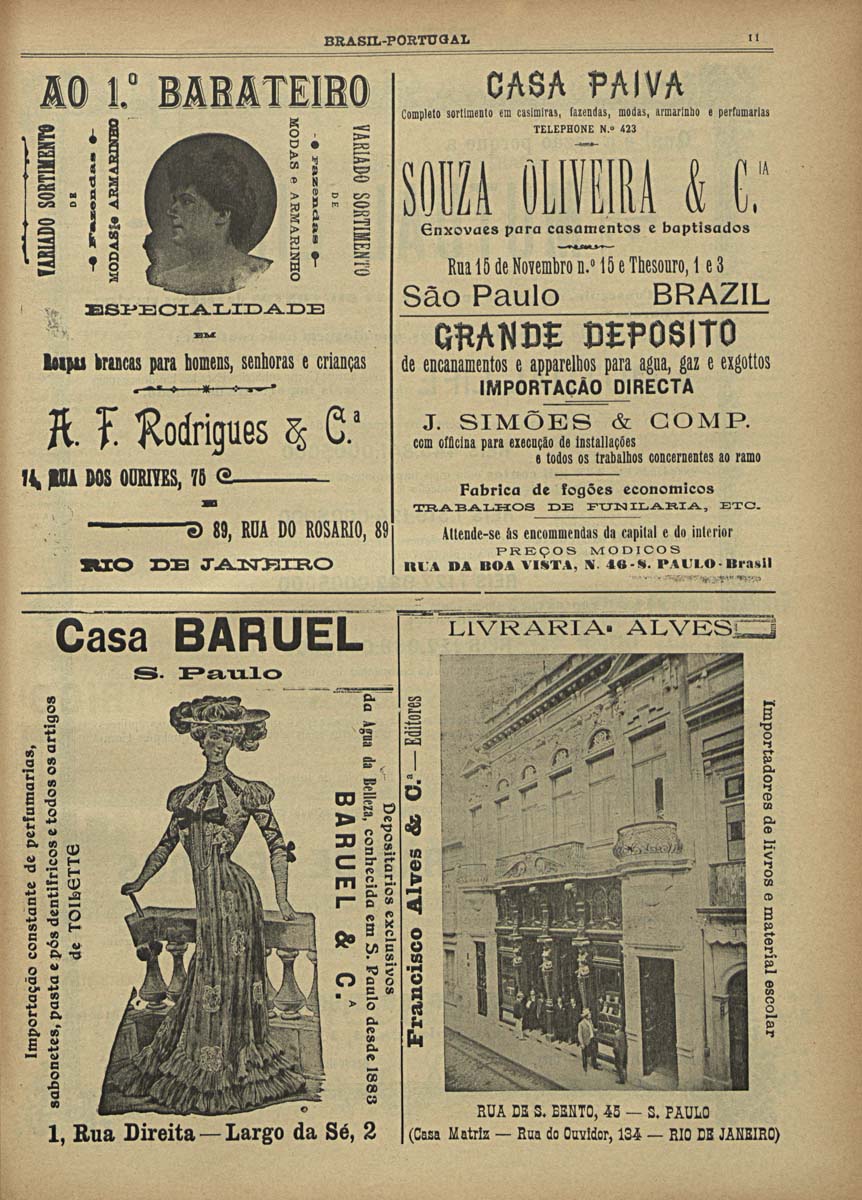 BRASIL-PORTUGAL
11
AO 1.º BARATEIRO
VARIADO SORTIMENTO
DE
Fazendas
MODAS e ARMARINHO
MODAS e ARMARINHO
Fazendas
DE
VARIADO SORTIMENTO
ESPECIALIDADE
EM
Roupas brancas para homens, senhoras e crianças
A. F. Rodrigues & C.ª
74, RUA DOS OURIVES, 75
E
89, RUA DO ROSARIO, 89
RIO DE JANEIRO
CASA PAIVA
Completo sortimento em casimiras, fazendas, modas, armarinho e perfumarias
TELEPHONE N.º 423
SOUZA OLIVEIRA & C.IA
Enxovaes para casamentos e baptisados
Rua 15 de Novembro n.º 15 e Thesouro, 1 e 3
São Paulo BRAZIL
GRANDE DEPOSITO
de encanamentos e apparelhos para agua, gaz e exgottos
IMPORTAÇÃO DIRECTA
J. SIMÕES & COMP.
com officina para execução de installações
e todos os trabalhos concernentes ao ramo
Fabrica de fogões economicos
TRABALHOS DE FUNILARIA, ETC.
Attende-se ás encommendas da capital e do interior
PREÇOS MODICOS
RUA DA BOA VISTA, N. 46-S. PAULO-Brasil
Casa BARUEL
S. Paulo
Importação constante de perfumarias,
sabonetes, pasta e pós dentifricos e todos os artigos
de TOILETTE
Depositarios exclusivos
da Agua da Belleza, conhecida em S. Paulo desde 1883
BARUEL & C.A
1, Rua Direita — Largo da Sé, 2
LIVRARIA ALVES
Francisco Alves & C.ª — Editores
Importadores de livros e material escolar
RUA DE S. BENTO, 45 — S. PAULO
(Casa Matriz — Rua do Ouvidor, 134 — RIO DE JANEIRO)